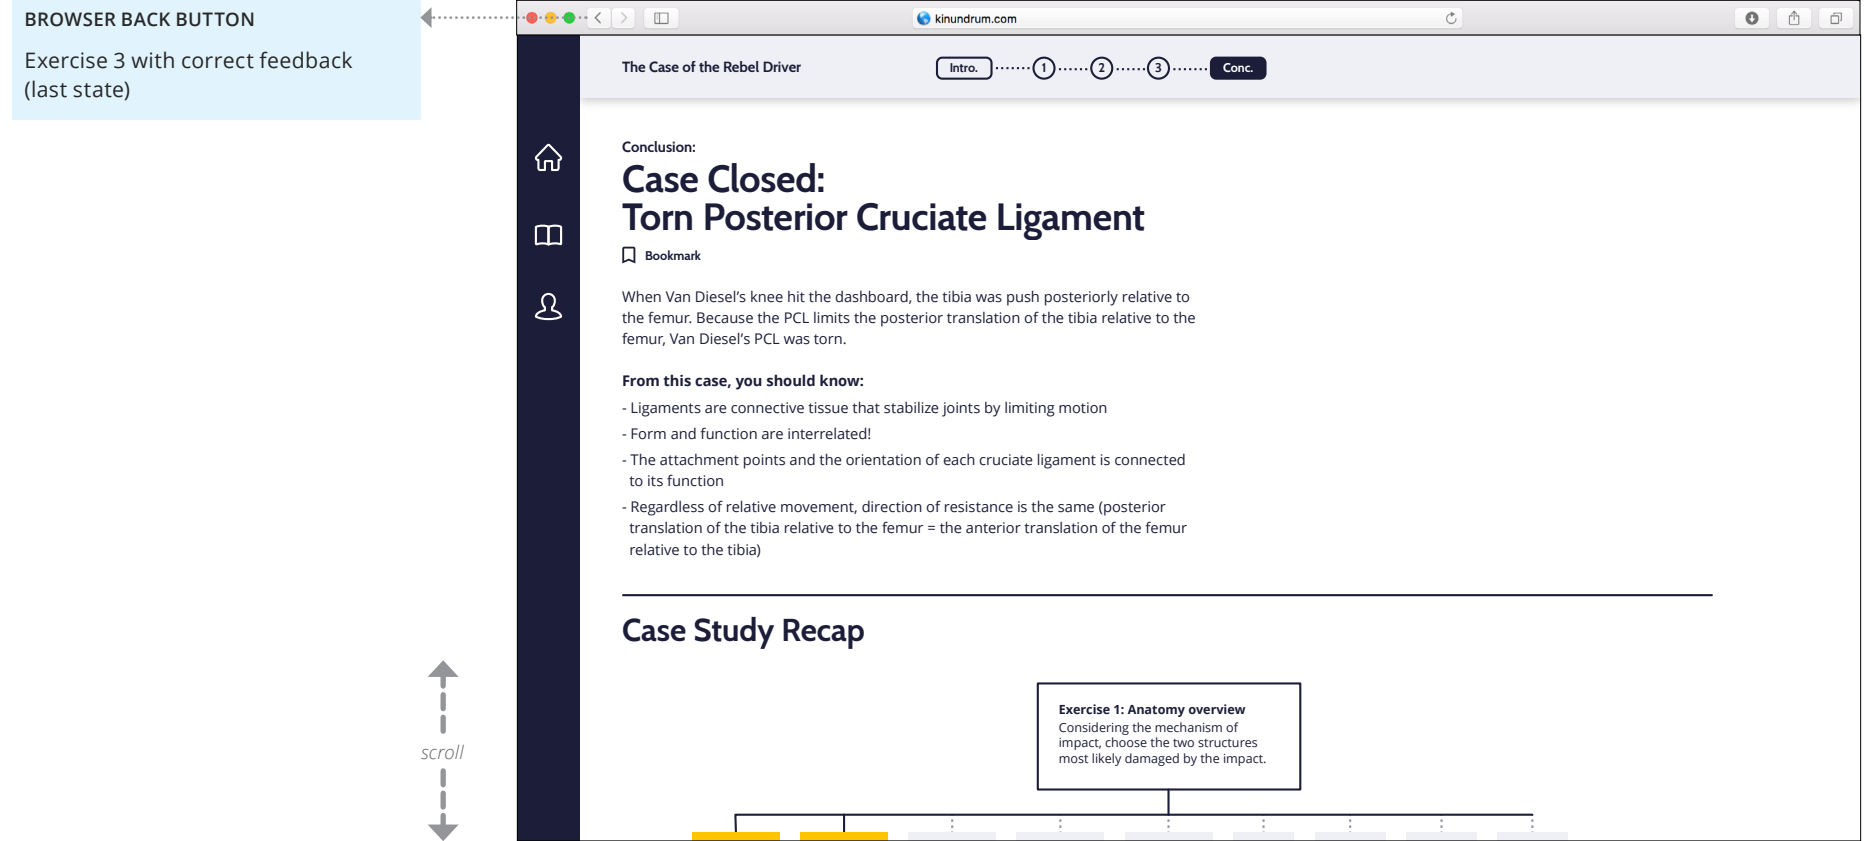 BROWSER BACK BUTTON
Exercise 3 with correct feedback
(last state)
kinundrum.com
The Case of the Rebel Driver
Intro.
1
2
3
Conc.
Conclusion:
Case Closed:
Torn Posterior Cruciate Ligament
Bookmark
When Van Diesel’s knee hit the dashboard, the tibia was push posteriorly relative to
the femur. Because the PCL limits the posterior translation of the tibia relative to the
femur, Van Diesel’s PCL was torn.
From this case, you should know:
- Ligaments are connective tissue that stabilize joints by limiting motion
- Form and function are interrelated!
- The attachment points and the orientation of each cruciate ligament is connected
to its function
- Regardless of relative movement, direction of resistance is the same (posterior
translation of the tibia relative to the femur = the anterior translation of the femur
relative to the tibia)
Case Study Recap
scroll
Exercise 1: Anatomy overview
Considering the mechanism of
impact, choose the two structures
most likely damaged by the impact.